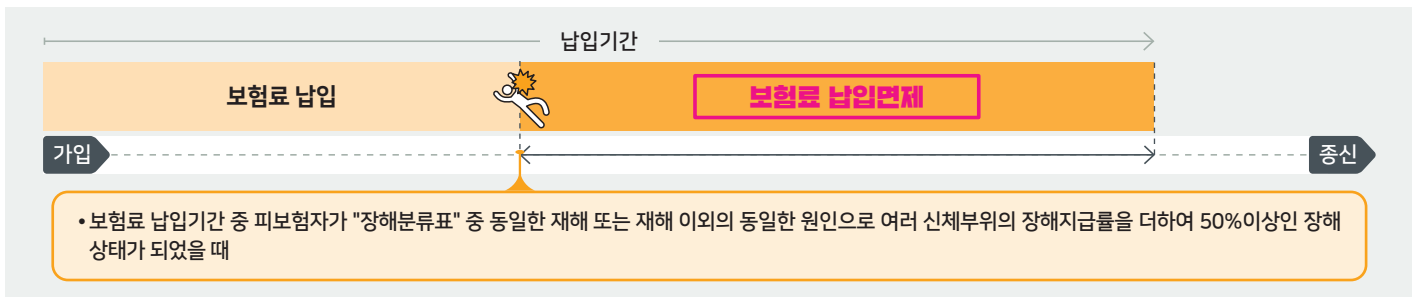 납입기간
보험료 납입
보험료 납입면제
가입
종신
• 보험료 납입기간 중 피보험자가 "장해분류표" 중 동일한 재해 또는 재해 이외의 동일한 원인으로 여러 신체부위의 장해지급률을 더하여 50%이상인 장해
상태가 되었을 때